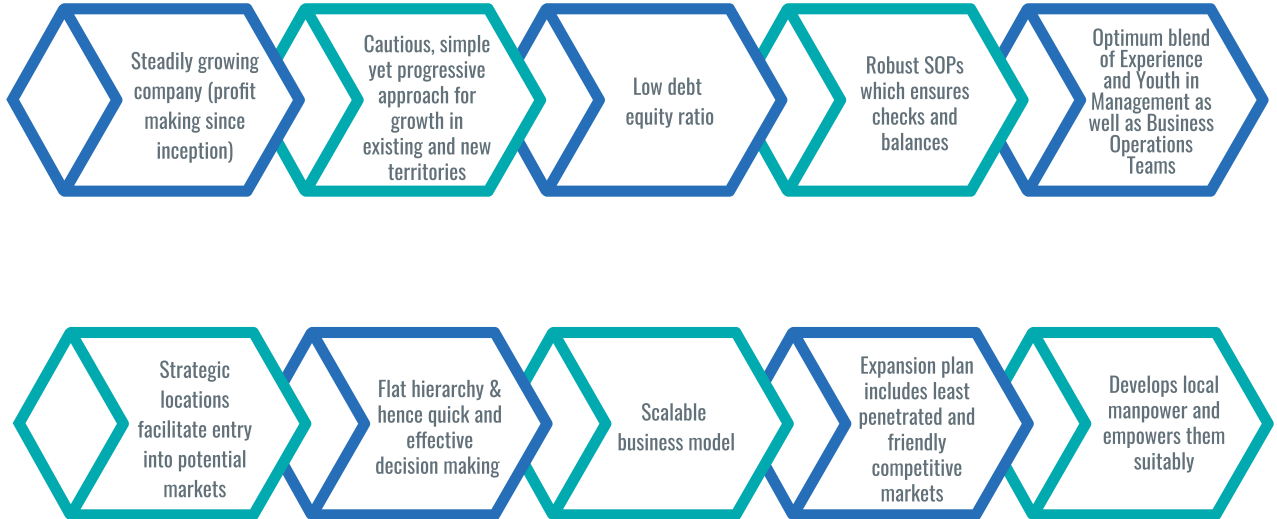 Steadily growing
company (profit
making since
inception)
Cautious, simple
yet progressive
approach for
growth in
existing and new
territories
Low debt
equity ratio
Robust SOPs
which ensures
checks and
balances
Optimum blend
of Experience
and Youth in
Management as
well as Business
Operations
Teams
Strategic
locations
facilitate entry
into potential
markets
Flat hierarchy &
hence quick and
effective
decision making
Scalable
business model
Expansion plan
includes least
penetrated and
friendly
competitive
markets
Develops local
manpower and
empowers them
suitably